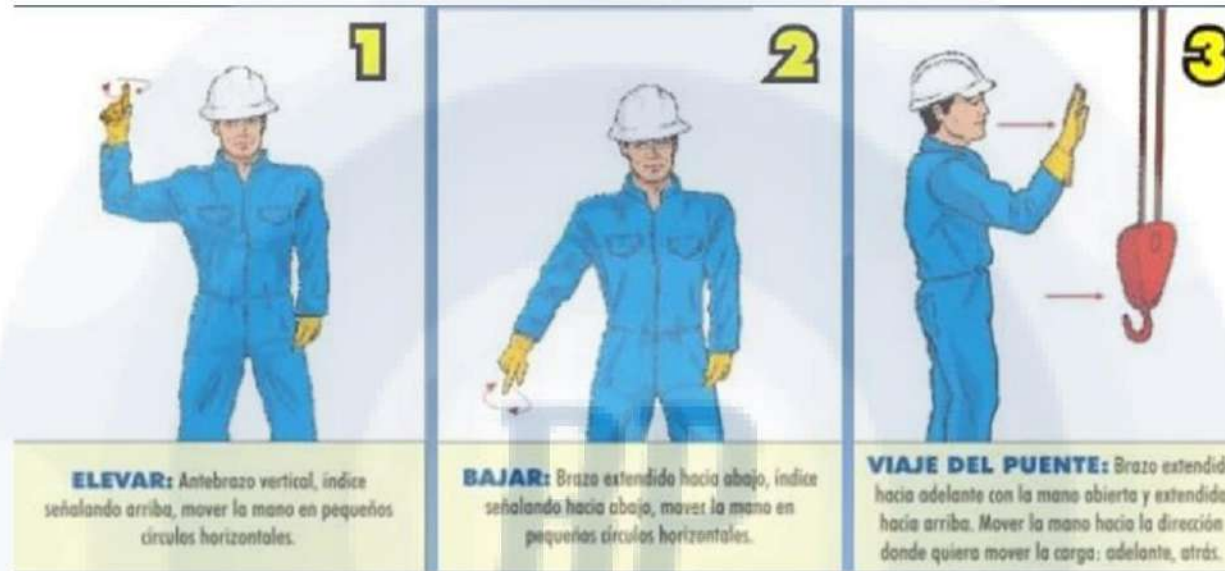 1
ELEVAR: Antebrazo vertical, índice
señalando arriba, mover la mano en pequeños
círculos horizontales.
2
BAJAR: Brazo extendido hacia abajo, índice
señalando hacia abajo, mover la mano en
pequeños círculos horizontales.
3
VIAJE DEL PUENTE: Brazo extendid
hacia adelante con la mano abierta y extendida
hacia arriba. Mover la mano hacia la dirección
donde quiera mover la carga: adelante, atrás.